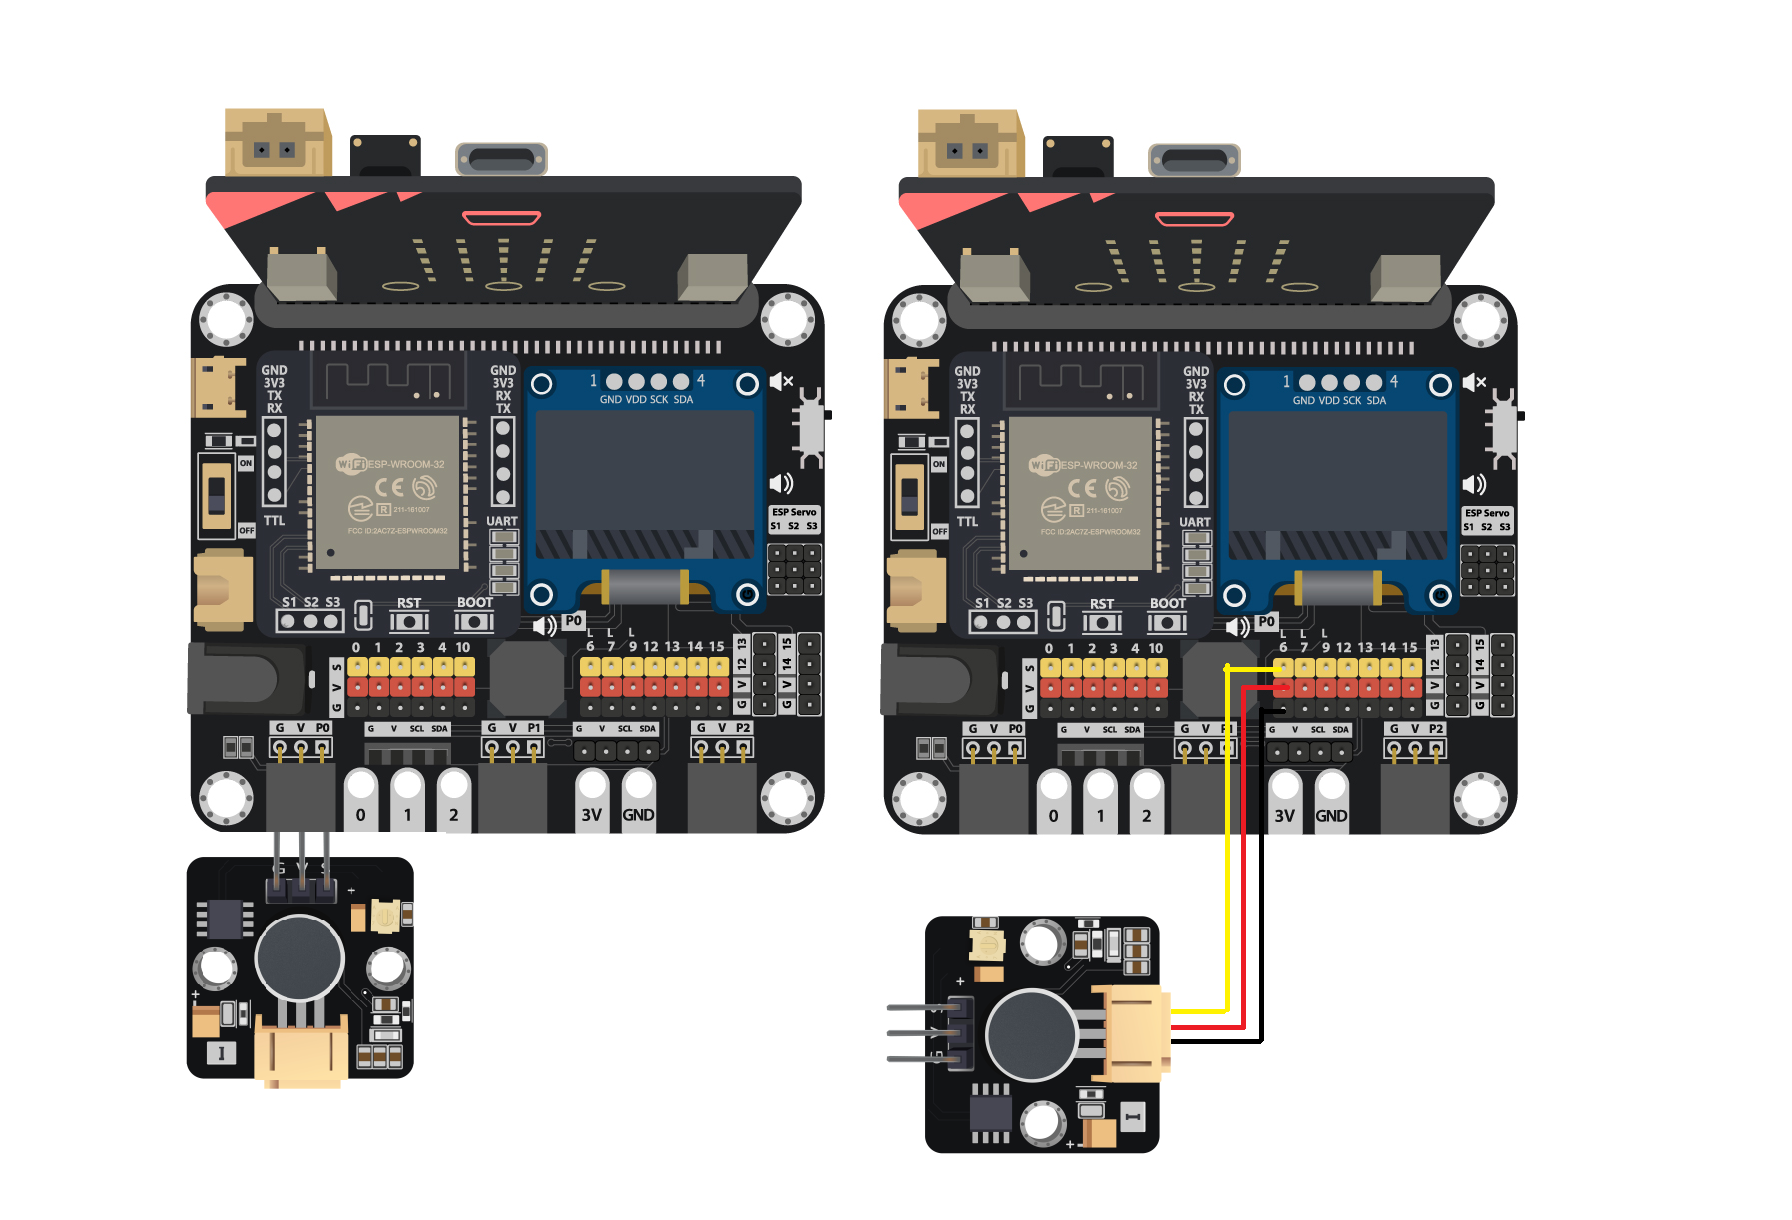 1 4
GND VDD SCK SDA
GND
3V3
TX
RX
GND
3V3
RX
TX
WiFi ESP-WROOM-32
CE
R 211-161007
FCC ID:2AC7Z-ESPWROOM32
ON
OFF
TTL
UART
ESP Servo
S1 S2 S3
S1 S2 S3
RST
BOOT
P0
L L L
0 1 2 3 4 10
6 7 9 12 13 14 15
S
V
G
13
12
V
G
15
14
V
G
G V P0
G V SCL SDA
G V P1
G V SCL SDA
G V P2
0 1 2 3V GND
G V S
+
+
I
1 4
GND VDD SCK SDA
GND
3V3
TX
RX
GND
3V3
RX
TX
WiFi ESP-WROOM-32
CE
R 211-161007
FCC ID:2AC7Z-ESPWROOM32
ON
OFF
TTL
UART
ESP Servo
S1 S2 S3
S1 S2 S3
RST
BOOT
P0
L L L
0 1 2 3 4 10
6 7 9 12 13 14 15
S
V
G
13
12
V
G
15
14
V
G
G V P0
G V SCL SDA
G V P1
G V SCL SDA
G V P2
0 1 2 3V GND
+
S
V
G
I
+-